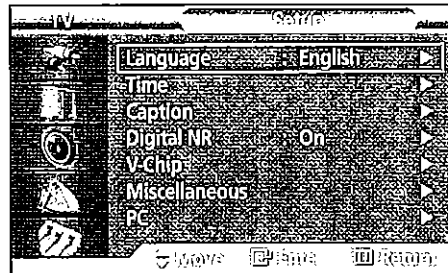 TV Setup
Language : English
Time
Caption
Digital NR : On
V-Chip
Miscellaneous
PC
Move Enter Return